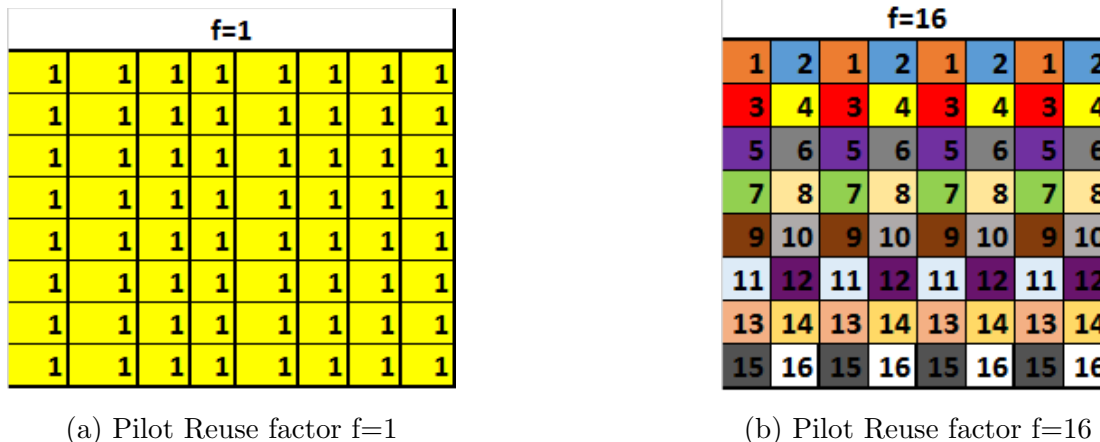 f=1
1 1 1 1 1 1 1 1
1 1 1 1 1 1 1 1
1 1 1 1 1 1 1 1
1 1 1 1 1 1 1 1
1 1 1 1 1 1 1 1
1 1 1 1 1 1 1 1
1 1 1 1 1 1 1 1
1 1 1 1 1 1 1 1
(a) Pilot Reuse factor f=1
f=16
1 2 1 2 1 2 1 2
3 4 3 4 3 4 3 4
5 6 5 6 5 6 5 6
7 8 7 8 7 8 7 8
9 10 9 10 9 10 9 10
11 12 11 12 11 12 11 12
13 14 13 14 13 14 13 14
15 16 15 16 15 16 15 16
(b) Pilot Reuse factor f=16